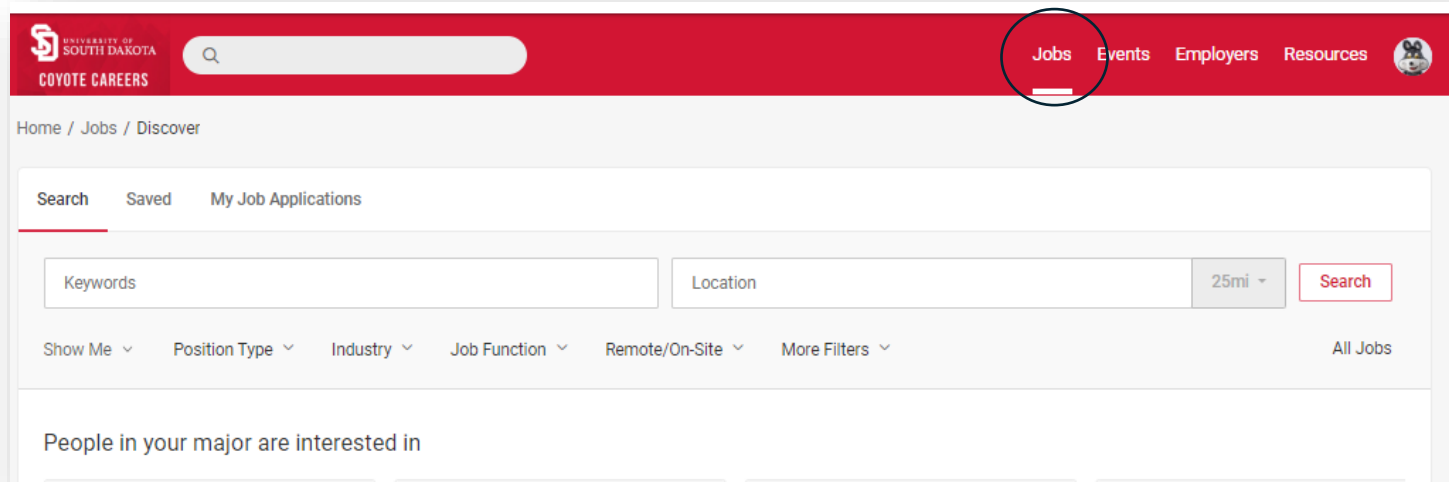 UNIVERSITY OF
SOUTH DAKOTA
COYOTE CAREERS
Jobs Events Employers Resources
Home / Jobs / Discover
Search Saved My Job Applications
Keywords Location 25mi Search
Show Me Position Type Industry Job Function Remote/On-Site More Filters All Jobs
People in your major are interested in